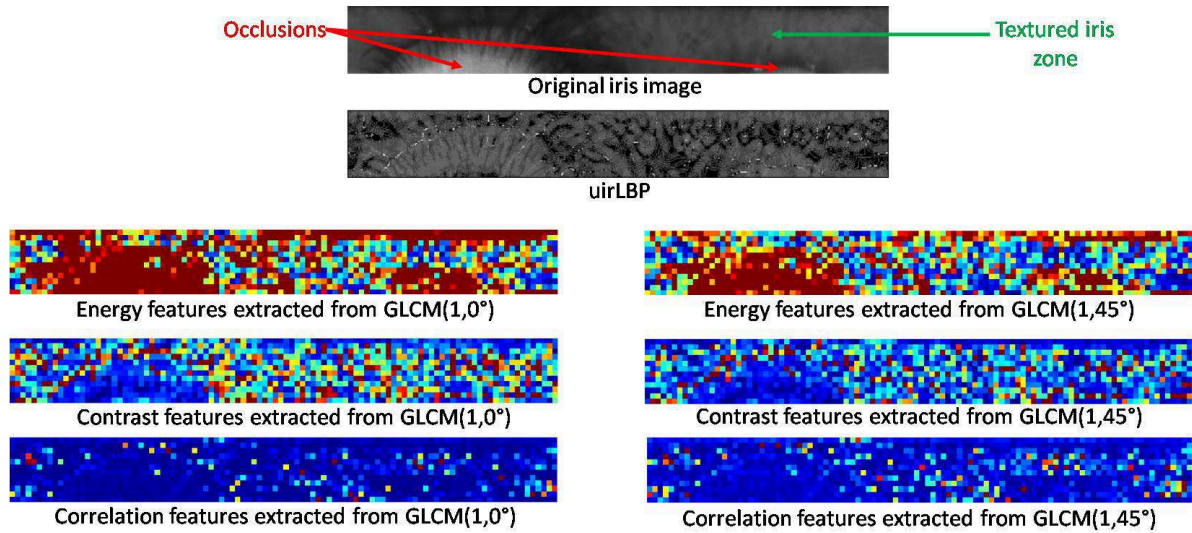 Occlusions
Textured iris
zone
Original iris image
uirLBP
Energy features extracted from GLCM(1,0°)
Energy features extracted from GLCM(1,45°)
Contrast features extracted from GLCM(1,0°)
Contrast features extracted from GLCM(1,45°)
Correlation features extracted from GLCM(1,0°)
Correlation features extracted from GLCM(1,45°)